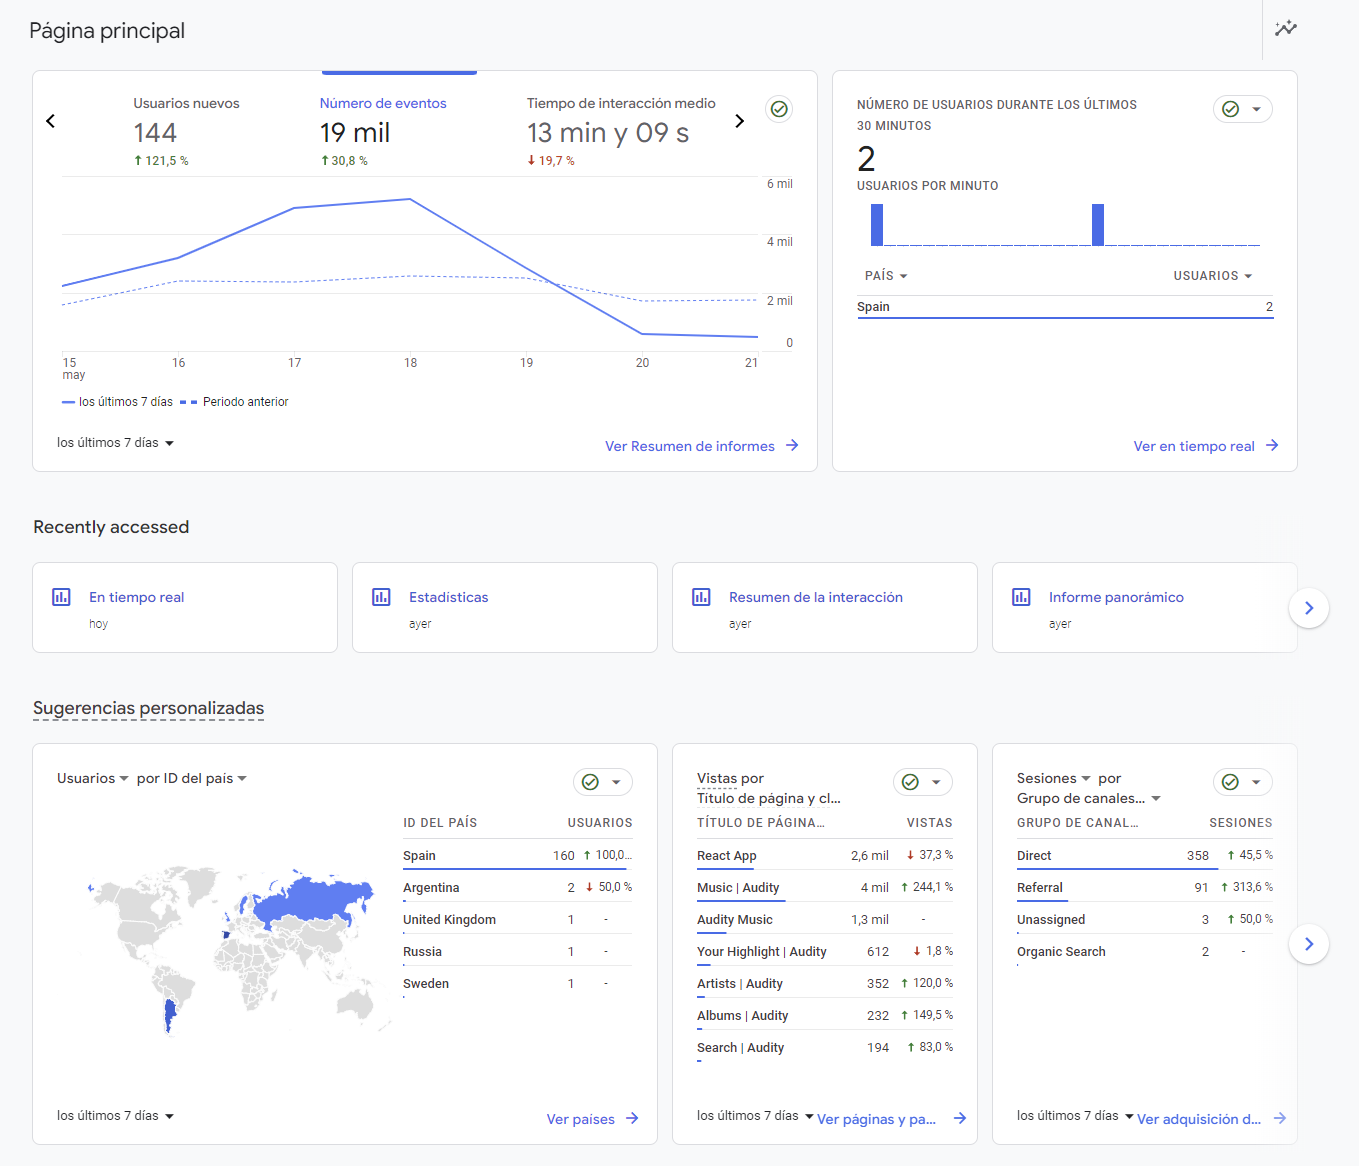 Página principal
Usuarios nuevos
144
121,5 %
Número de eventos
19 mil
30,8 %
Tiempo de interacción medio
13 min y 09 s
19,7 %
6 mil
4 mil
2 mil
0
15
may
16
17
18
19
20
21
los últimos 7 días
Periodo anterior
los últimos 7 días
Ver Resumen de informes
NÚMERO DE USUARIOS DURANTE LOS ÚLTIMOS
30 MINUTOS
2
USUARIOS POR MINUTO
PAÍS
USUARIOS
Spain 2
Ver en tiempo real
Recently accessed
En tiempo real
hoy
Estadísticas
ayer
Resumen de la interacción
ayer
Informe panorámico
ayer
Sugerencias personalizadas
Usuarios por ID del país
ID DEL PAÍS USUARIOS
Spain 160 100,0...
Argentina 2 50,0 %
United Kingdom 1 -
Russia 1 -
Sweden 1 -
los últimos 7 días
Ver países
Vistas por
Título de página y cl...
TÍTULO DE PÁGINA... VISTAS
React App 2,6 mil 37,3 %
Music | Audity 4 mil 244,1 %
Audity Music 1,3 mil -
Your Highlight | Audity 612 1,8 %
Artists | Audity 352 120,0 %
Albums | Audity 232 149,5 %
Search | Audity 194 83,0 %
los últimos 7 días
Ver páginas y pa...
Sesiones por
Grupo de canales...
GRUPO DE CANAL... SESIONES
Direct 358 45,5 %
Referral 91 313,6 %
Unassigned 3 50,0 %
Organic Search 2 -
los últimos 7 días
Ver adquisición d...